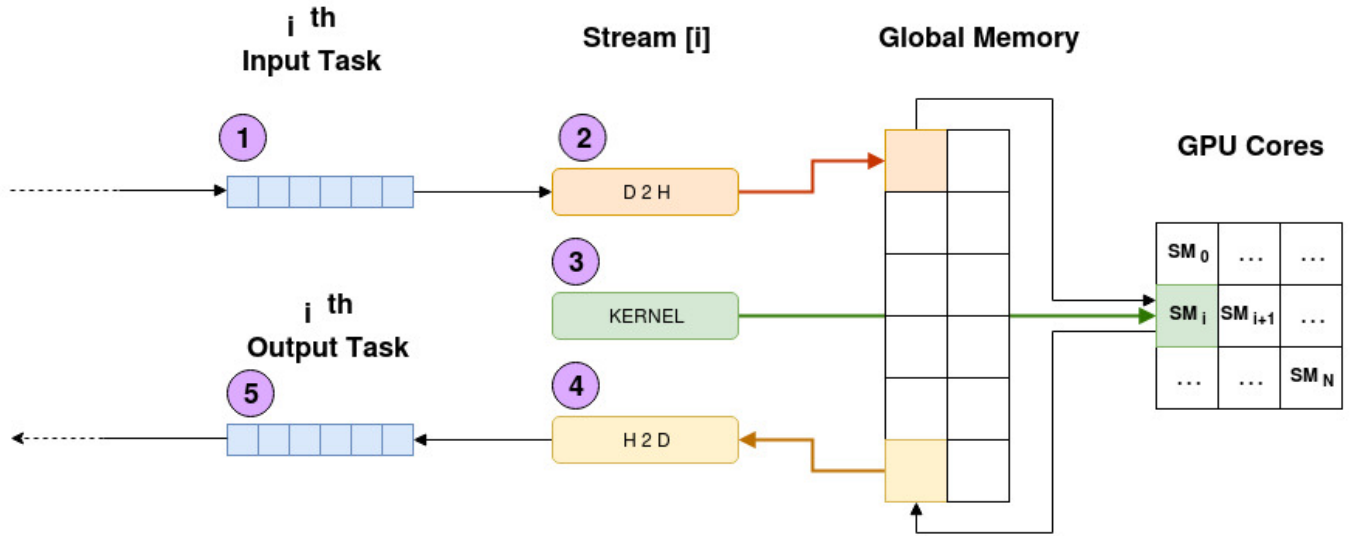 i th
Input Task
Stream [i]
Global Memory
GPU Cores
1
2
D 2 H
3
KERNEL
SM 0 ... ...
SM i SM i+1 ...
... ... SM N
i th
Output Task
5
4
H 2 D